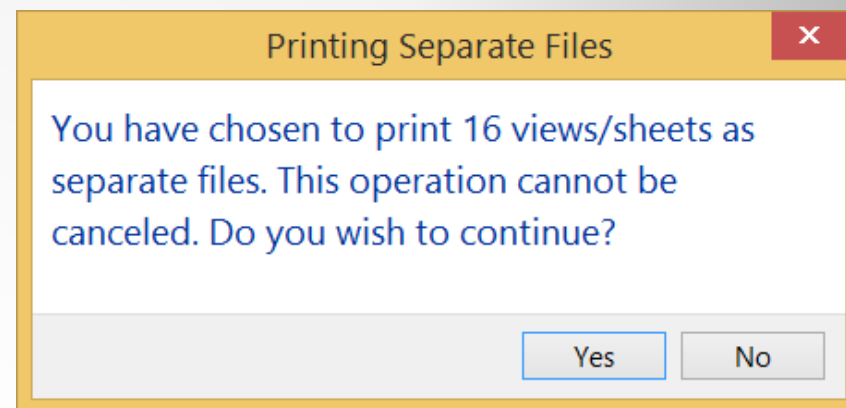 Printing Separate Files
You have chosen to print 16 views/sheets as
separate files. This operation cannot be
canceled. Do you wish to continue?
Yes No